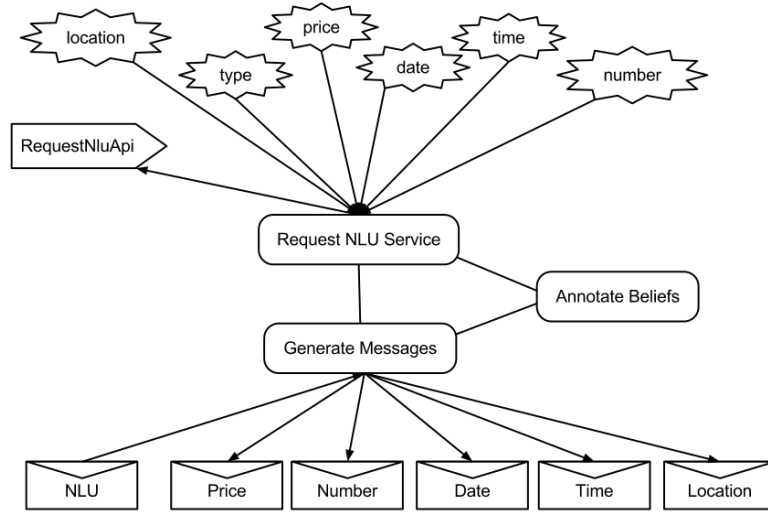 location
type
price
date
time
number
RequestNluApi
Request NLU Service
Annotate Beliefs
Generate Messages
NLU
Price
Number
Date
Time
Location